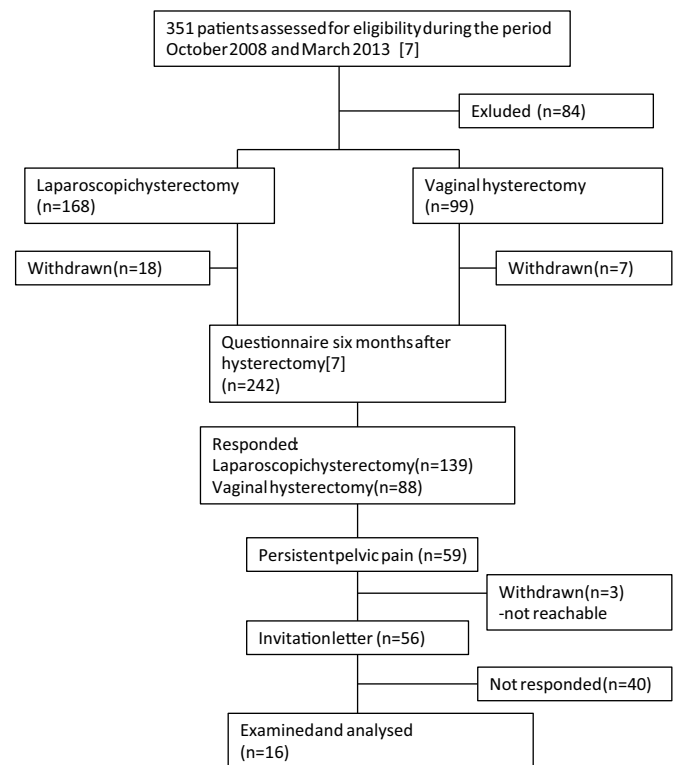 351 patients assessed for eligibility during the period
October 2008 and March 2013 [7]
Exluded (n=84)
Laparoscopic hysterectomy
(n=168)
Vaginal hysterectomy
(n=99)
Withdrawn (n=18)
Withdrawn (n=7)
Questionnaire six months after
hysterectomy [7]
(n=242)
Responded:
Laparoscopic hysterectomy (n=139)
Vaginal hysterectomy (n=88)
Persistent pelvic pain (n=59)
Withdrawn (n=3)
-not reachable
Invitation letter (n=56)
Not responded (n=40)
Examined and analysed
(n=16)